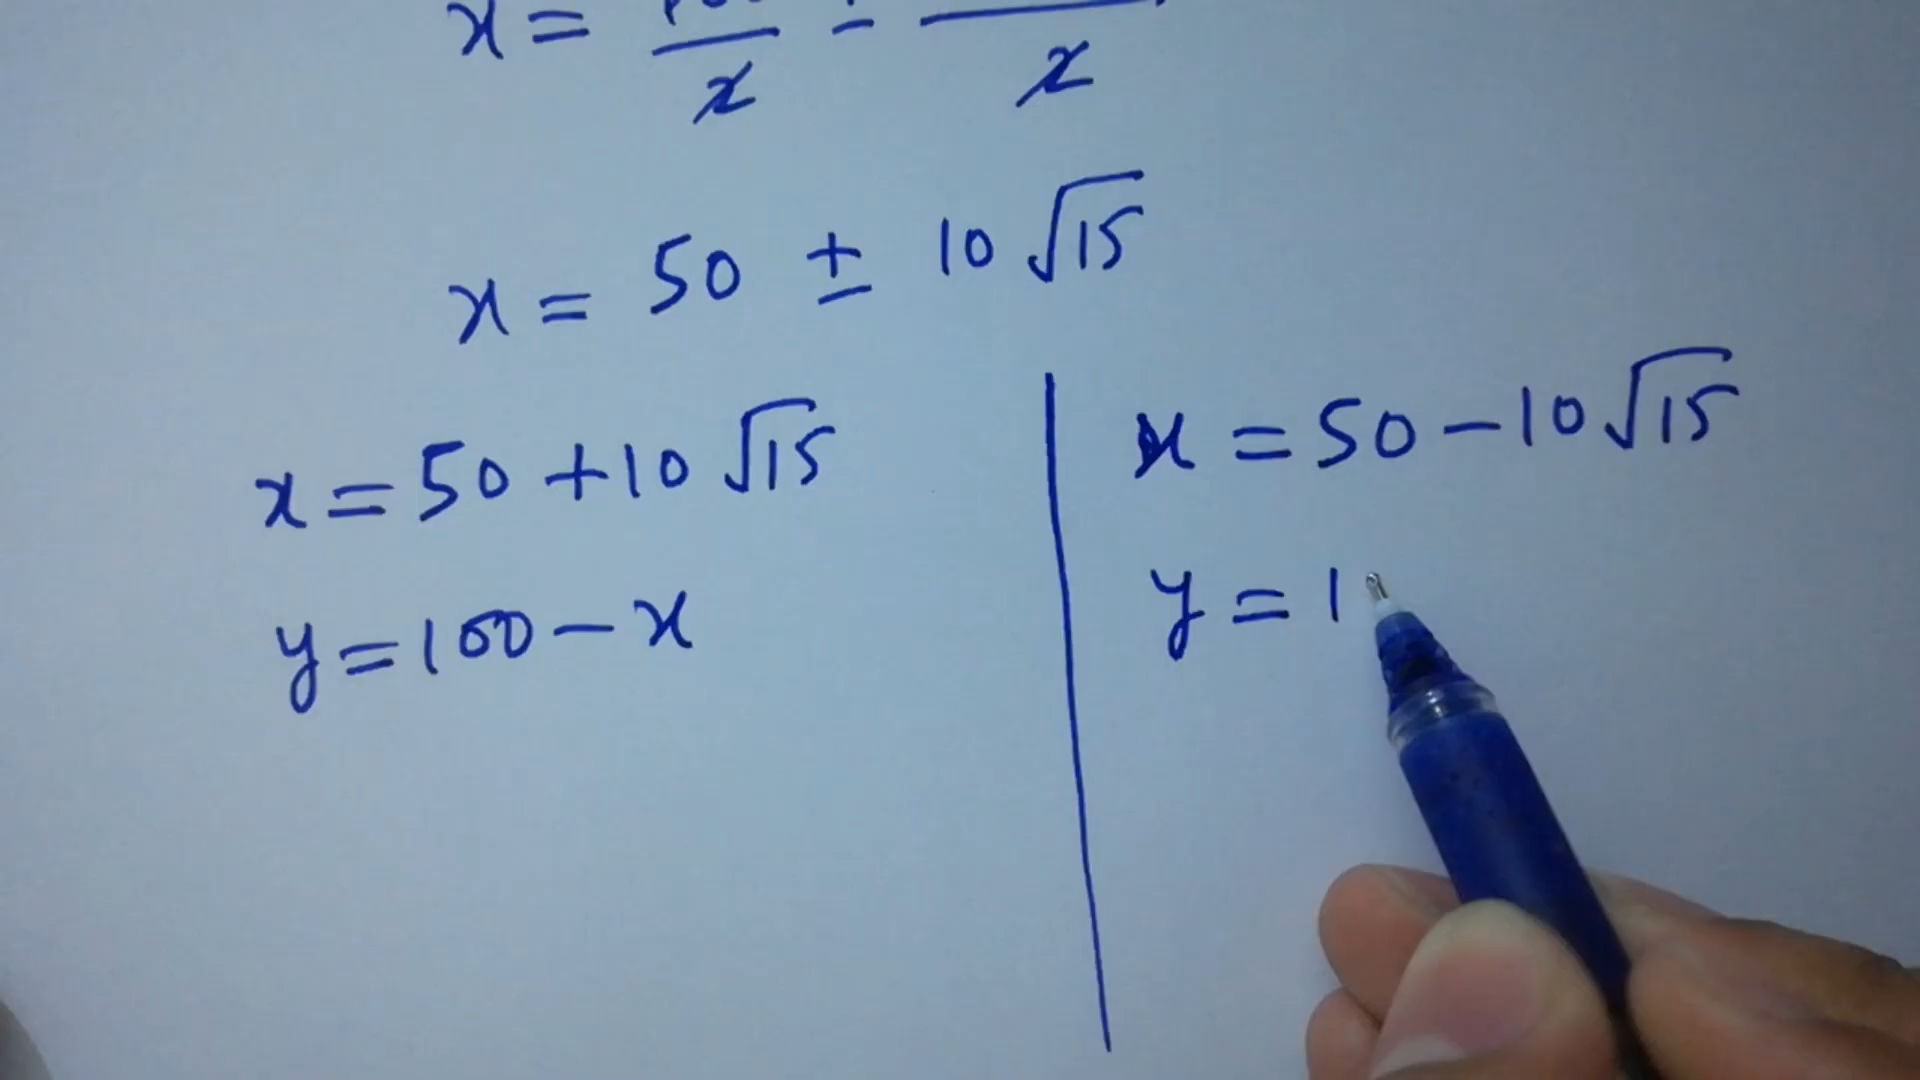 x =
x = 50 ± 10√15
x = 50 + 10√15
y = 100 - x
x = 50 - 10√15
y = 1